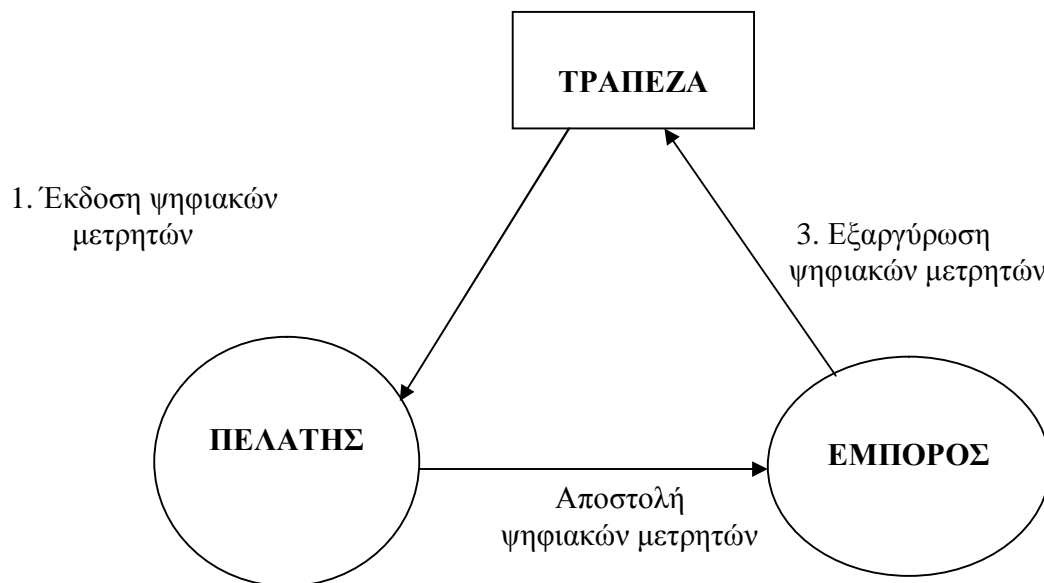 ΤΡΑΠΕΖΑ
1. Έκδοση ψηφιακών
μετρητών
3. Εξαργύρωση
ψηφιακών μετρητών
ΠΕΛΑΤΗΣ
ΕΜΠΟΡΟΣ
Αποστολή
ψηφιακών μετρητών